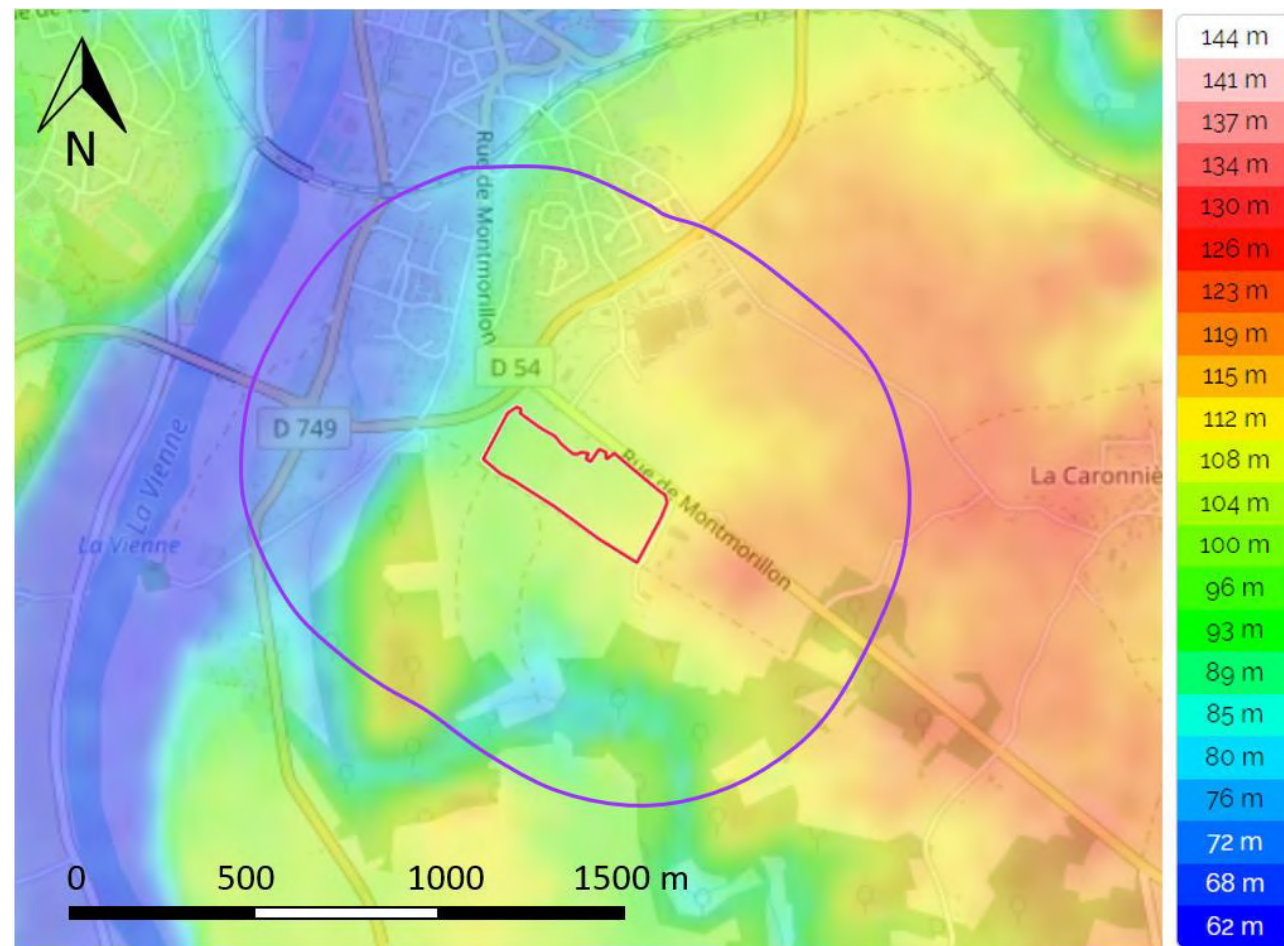 N
Rue de Montmorillon
D 54
D 749
Rue de Montmorillon
La Caronniè
La Vienne
La Vienne
0 500 1000 1500 m
144 m
141 m
137 m
134 m
130 m
126 m
123 m
119 m
115 m
112 m
108 m
104 m
100 m
96 m
93 m
89 m
85 m
80 m
76 m
72 m
68 m
62 m